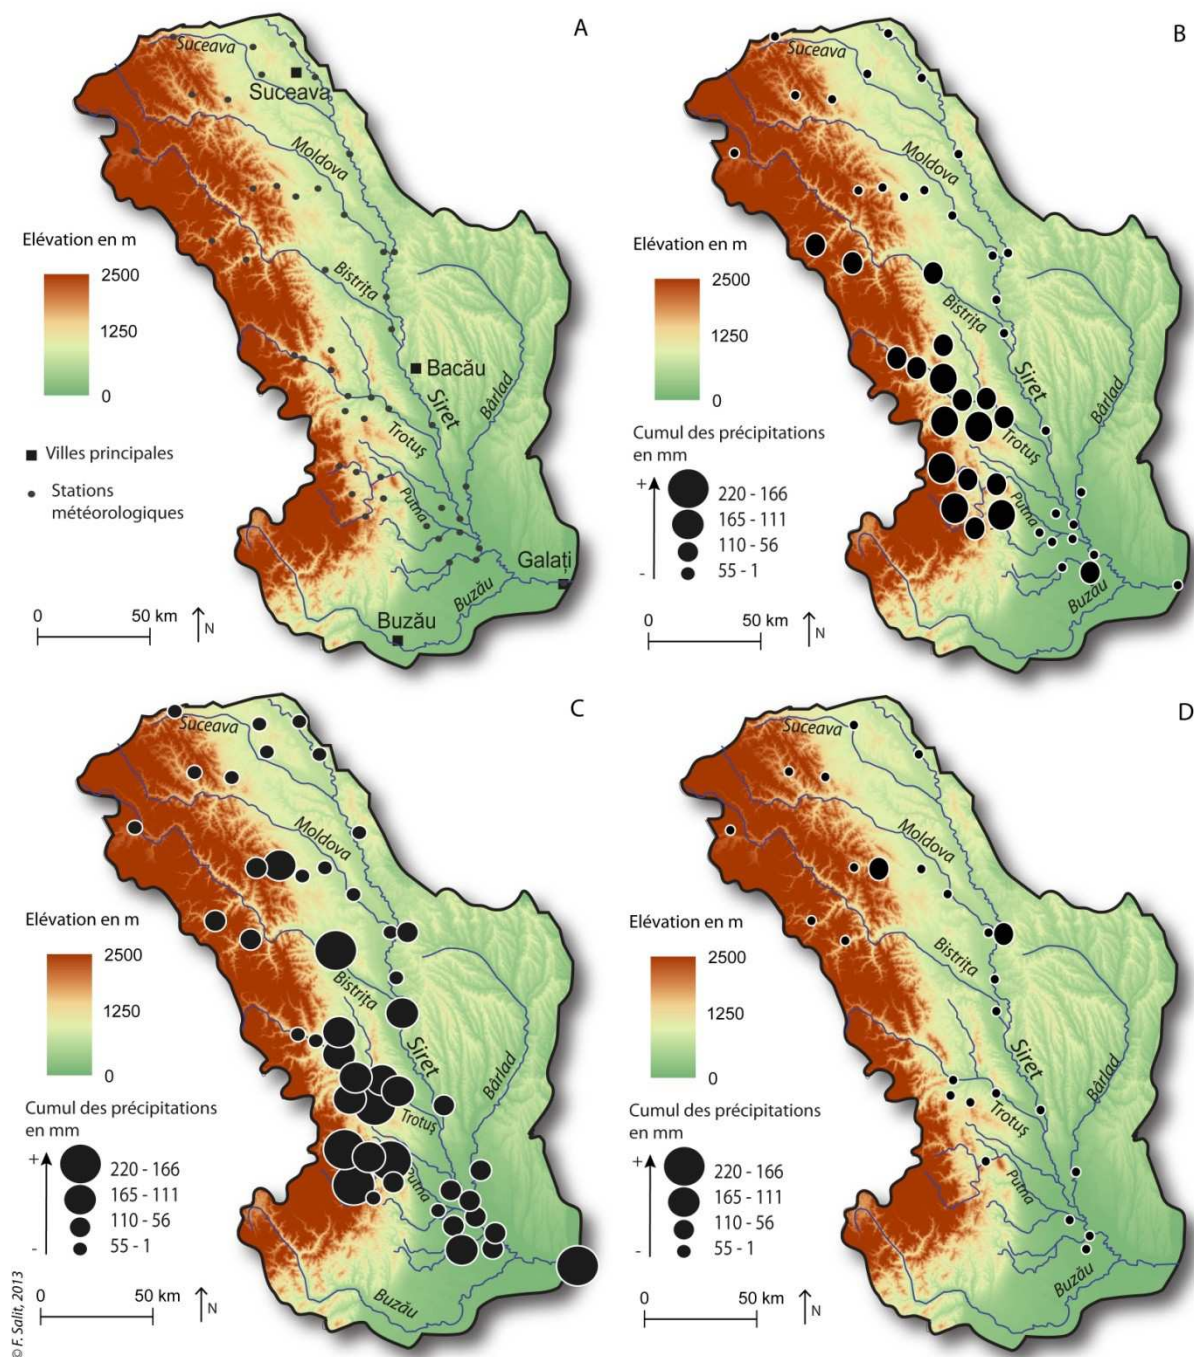 A
Suceava
Suceava
Moldova
Elévation en m
2500
1250
0
Bistrița
Bacău
Siret
Bârlad
Villes principales
Stations
météorologiques
Trotuș
Putna
Galați
Buzău
Buzău
0 50 km
N
B
Suceava
Moldova
Elévation en m
2500
1250
0
Bistrița
Siret
Bârlad
Cumul des précipitations
en mm
+
220 - 166
165 - 111
110 - 56
55 - 1
-
Trotuș
Putna
Buzău
0 50 km
N
C
Suceava
Moldova
Elévation en m
2500
1250
0
Bistrița
Siret
Bârlad
Cumul des précipitations
en mm
+
220 - 166
165 - 111
110 - 56
55 - 1
-
Trotuș
Putna
Buzău
0 50 km
N
© F. Salit, 2013
D
Suceava
Moldova
Elévation en m
2500
1250
0
Bistrița
Siret
Bârlad
Cumul des précipitations
en mm
+
220 - 166
165 - 111
110 - 56
55 - 1
-
Trotuș
Putna
Buzău
0 50 km
N